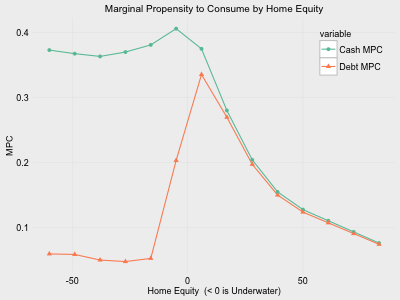 Marginal Propensity to Consume by Home Equity
variable
Cash MPC
Debt MPC
MPC
0.4
0.3
0.2
0.1
-50
0
50
Home Equity  (< 0 is Underwater)